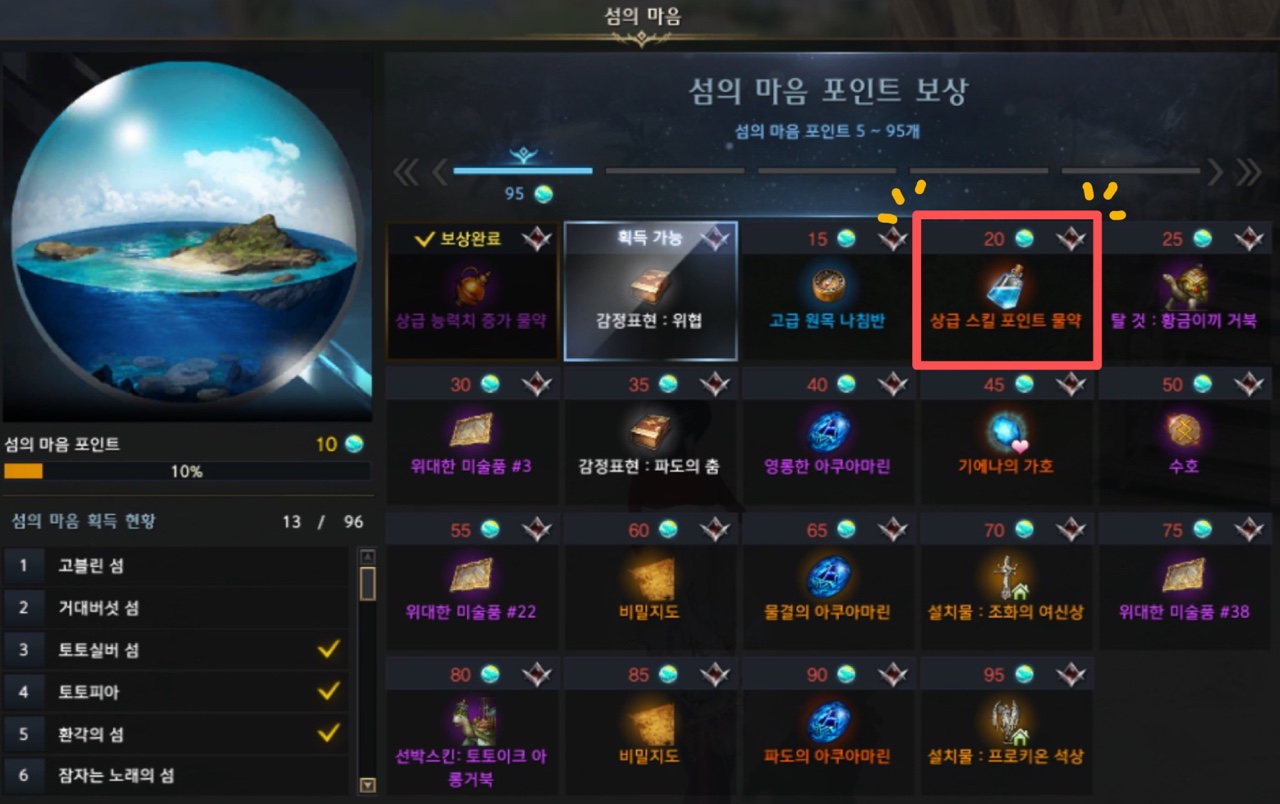 섬의 마음
섬의 마음 포인트 보상
섬의 마음 포인트 5 ~ 95개
95
보상완료
상급 능력치 증가 물약
획득 가능
감정표현 : 위협
15
고급 원목 나침반
20
상급 스킬 포인트 물약
25
탈 것 : 황금이끼 거북
30
위대한 미술품 #3
35
감정표현 : 파도의 춤
40
영롱한 아쿠아마린
45
기에나의 가호
50
수호
55
위대한 미술품 #22
60
비밀지도
65
물결의 아쿠아마린
70
설치물 : 조화의 여신상
75
위대한 미술품 #38
80
선박스킨: 토토이크 아
롱거북
85
비밀지도
90
파도의 아쿠아마린
95
설치물 : 프로키온 석상
섬의 마음 포인트 10
10%
섬의 마음 획득 현황 13 / 96
1 고블린 섬
2 거대버섯 섬
3 토토실버 섬
4 토토피아
5 환각의 섬
6 잠자는 노래의 섬